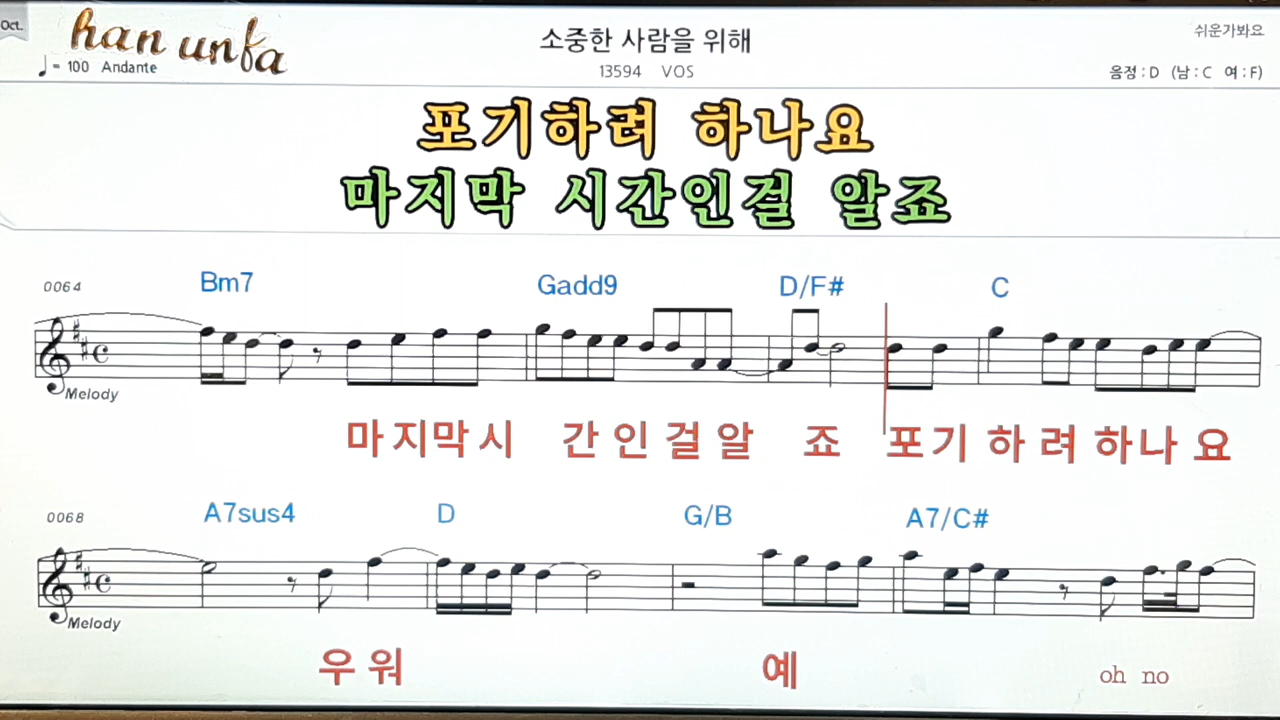 Oct.
han unfa
♩= 100 Andante
소중한 사람을 위해
13594 VOS
쉬운가봐요
음정 : D (남 : C 여 : F)
포기하려 하나요
마지막 시간인걸 알죠
0064 Bm7 Gadd9 D/F# C
Melody
마 지 막 시 간 인 걸 알 죠 포 기 하 려 하 나 요
0068 A7sus4 D G/B A7/C#
Melody
우 워 예 oh no